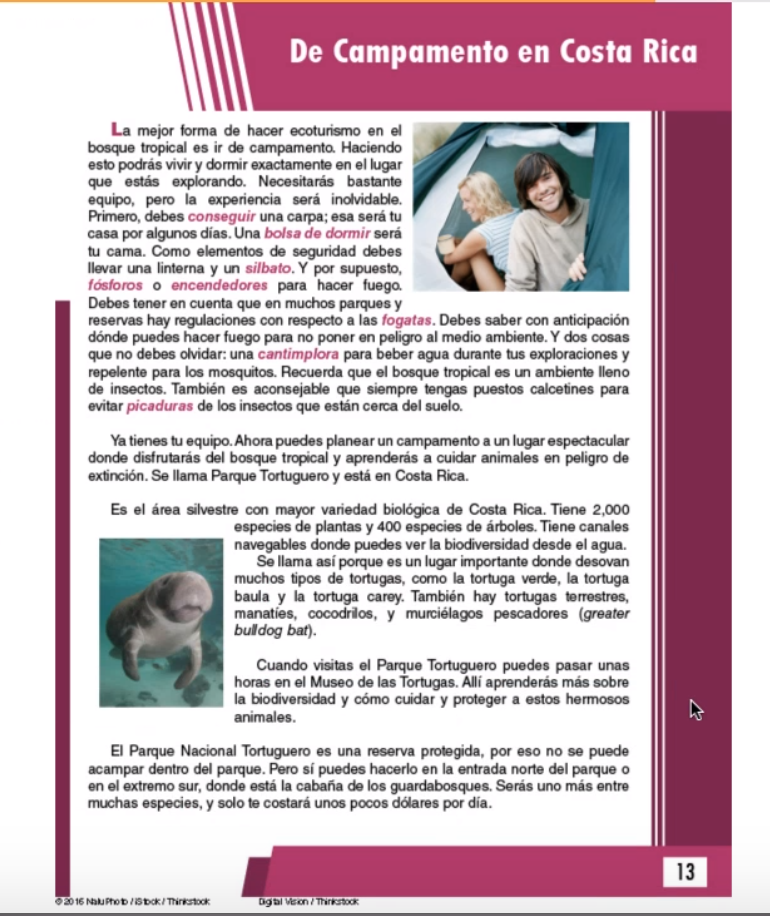 De Campamento en Costa Rica
La mejor forma de hacer ecoturismo en el
bosque tropical es ir de campamento. Haciendo
esto podrás vivir y dormir exactamente en el lugar
que estás explorando. Necesitarás bastante
equipo, pero la experiencia será inolvidable.
Primero, debes conseguir una carpa; esa será tu
casa por algunos días. Una bolsa de dormir será
tu cama. Como elementos de seguridad debes
llevar una linterna y un silbato. Y por supuesto,
fósforos o encendedores para hacer fuego.
Debes tener en cuenta que en muchos parques y
reservas hay regulaciones con respecto a las fogatas. Debes saber con anticipación
dónde puedes hacer fuego para no poner en peligro al medio ambiente. Y dos cosas
que no debes olvidar: una cantimplora para beber agua durante tus exploraciones y
repelente para los mosquitos. Recuerda que el bosque tropical es un ambiente lleno
de insectos. También es aconsejable que siempre tengas puestos calcetines para
evitar picaduras de los insectos que están cerca del suelo.
Ya tienes tu equipo. Ahora puedes planear un campamento a un lugar espectacular
donde disfrutarás del bosque tropical y aprenderás a cuidar animales en peligro de
extinción. Se llama Parque Tortuguero y está en Costa Rica.
Es el área silvestre con mayor variedad biológica de Costa Rica. Tiene 2,000
especies de plantas y 400 especies de árboles. Tiene canales
navegables donde puedes ver la biodiversidad desde el agua.
Se llama así porque es un lugar importante donde desovan
muchos tipos de tortugas, como la tortuga verde, la tortuga
baula y la tortuga carey. También hay tortugas terrestres,
manatíes, cocodrilos, y murciélagos pescadores (greater
bulldog bat).
Cuando visitas el Parque Tortuguero puedes pasar unas
horas en el Museo de las Tortugas. Allí aprenderás más sobre
la biodiversidad y cómo cuidar y proteger a estos hermosos
animales.
El Parque Nacional Tortuguero es una reserva protegida, por eso no se puede
acampar dentro del parque. Pero sí puedes hacerlo en la entrada norte del parque o
en el extremo sur, donde está la cabaña de los guardabosques. Serás uno más entre
muchas especies, y solo te costará unos pocos dólares por día.
13
© 2016 NaluPhoto / iStock / Thinkstock
Digital Vision / Thinkstock